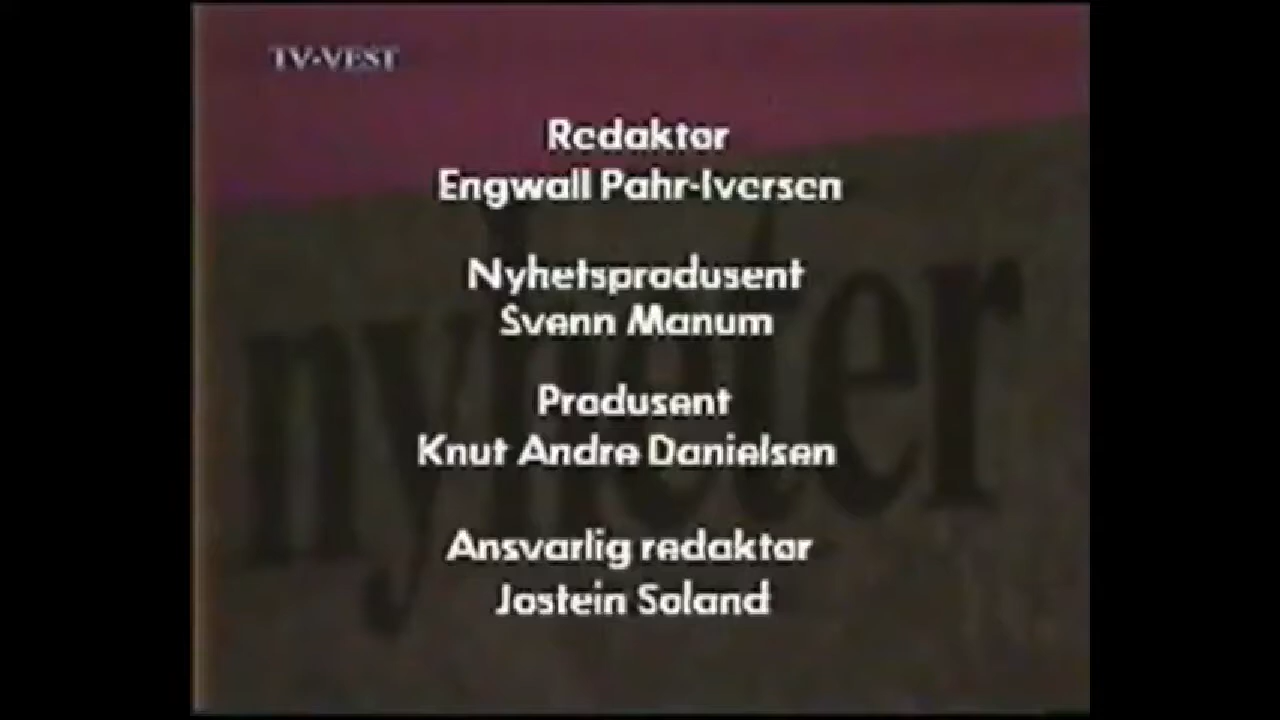 TV-VEST
Redaktør
Engwall Pahr-Iversen
Nyhetsprodusent
Svenn Manum
Produsent
Knut Andre Danielsen
Ansvarlig redaktør
Jostein Soland
nyheter